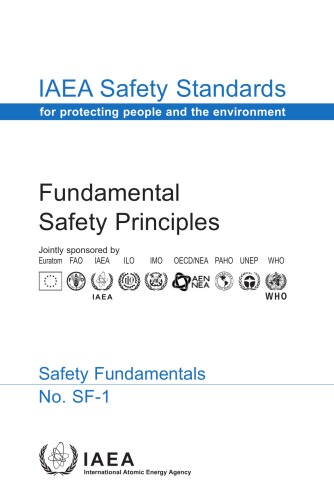 IAEA Safety Standards
for protecting people and the environment
Fundamental
Safety Principles
Jointly sponsored by
Euratom FAO IAEA ILO IMO OECD/NEA PAHO UNEP WHO
AEN
NEA
IAEA
WHO
Safety Fundamentals
No. SF-1
IAEA
International Atomic Energy Agency